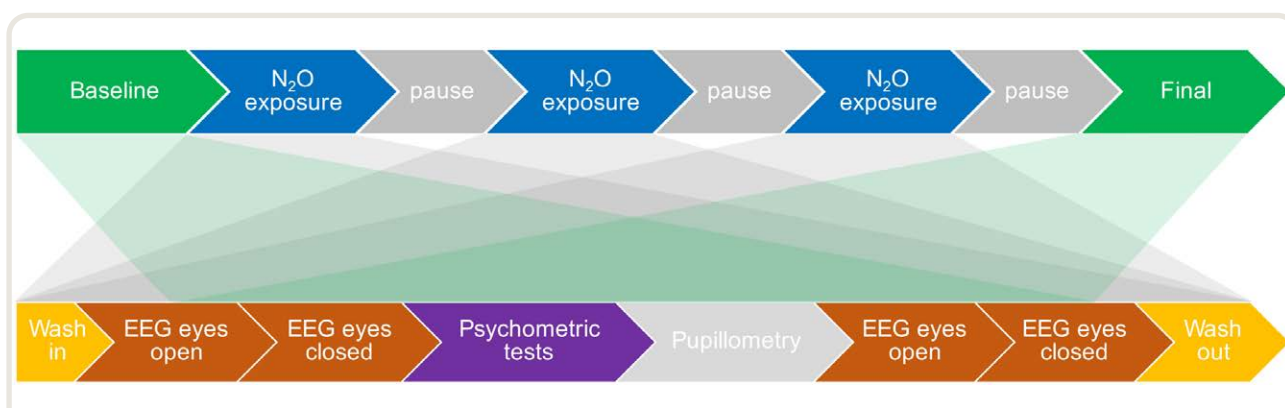 Baseline
N₂O
exposure
pause
N₂O
exposure
pause
N₂O
exposure
pause
Final
Wash
in
EEG eyes
open
EEG eyes
closed
Psychometric
tests
Pupillometry
EEG eyes
open
EEG eyes
closed
Wash
out